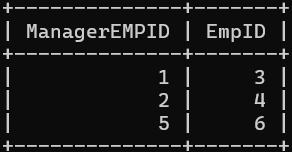 +--------------+-------+
| ManagerEMPID | EmpID |
+--------------+-------+
|            1 |     3 |
|            2 |     4 |
|            5 |     6 |
+--------------+-------+